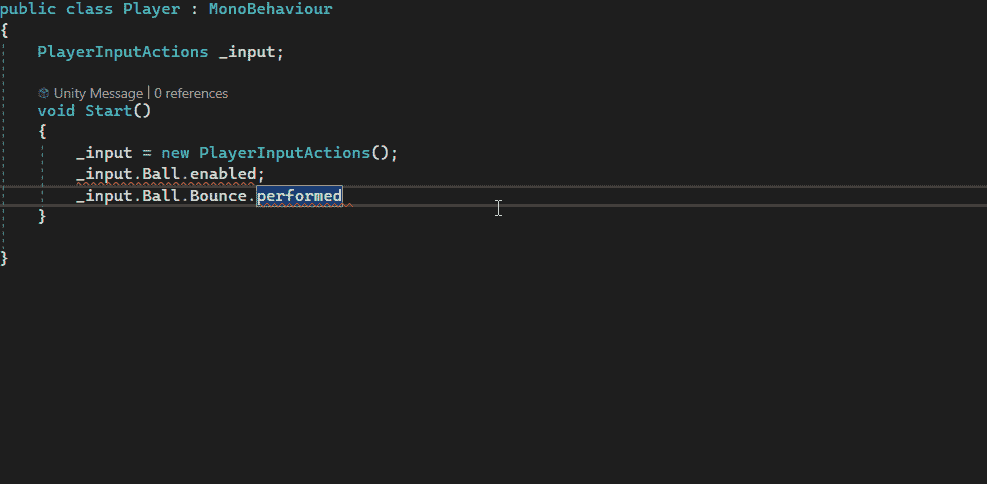 public class Player : MonoBehaviour
{
PlayerInputActions _input;
Unity Message | 0 references
void Start()
{
_input = new PlayerInputActions();
_input.Ball.enabled;
_input.Ball.Bounce.performed
}
}